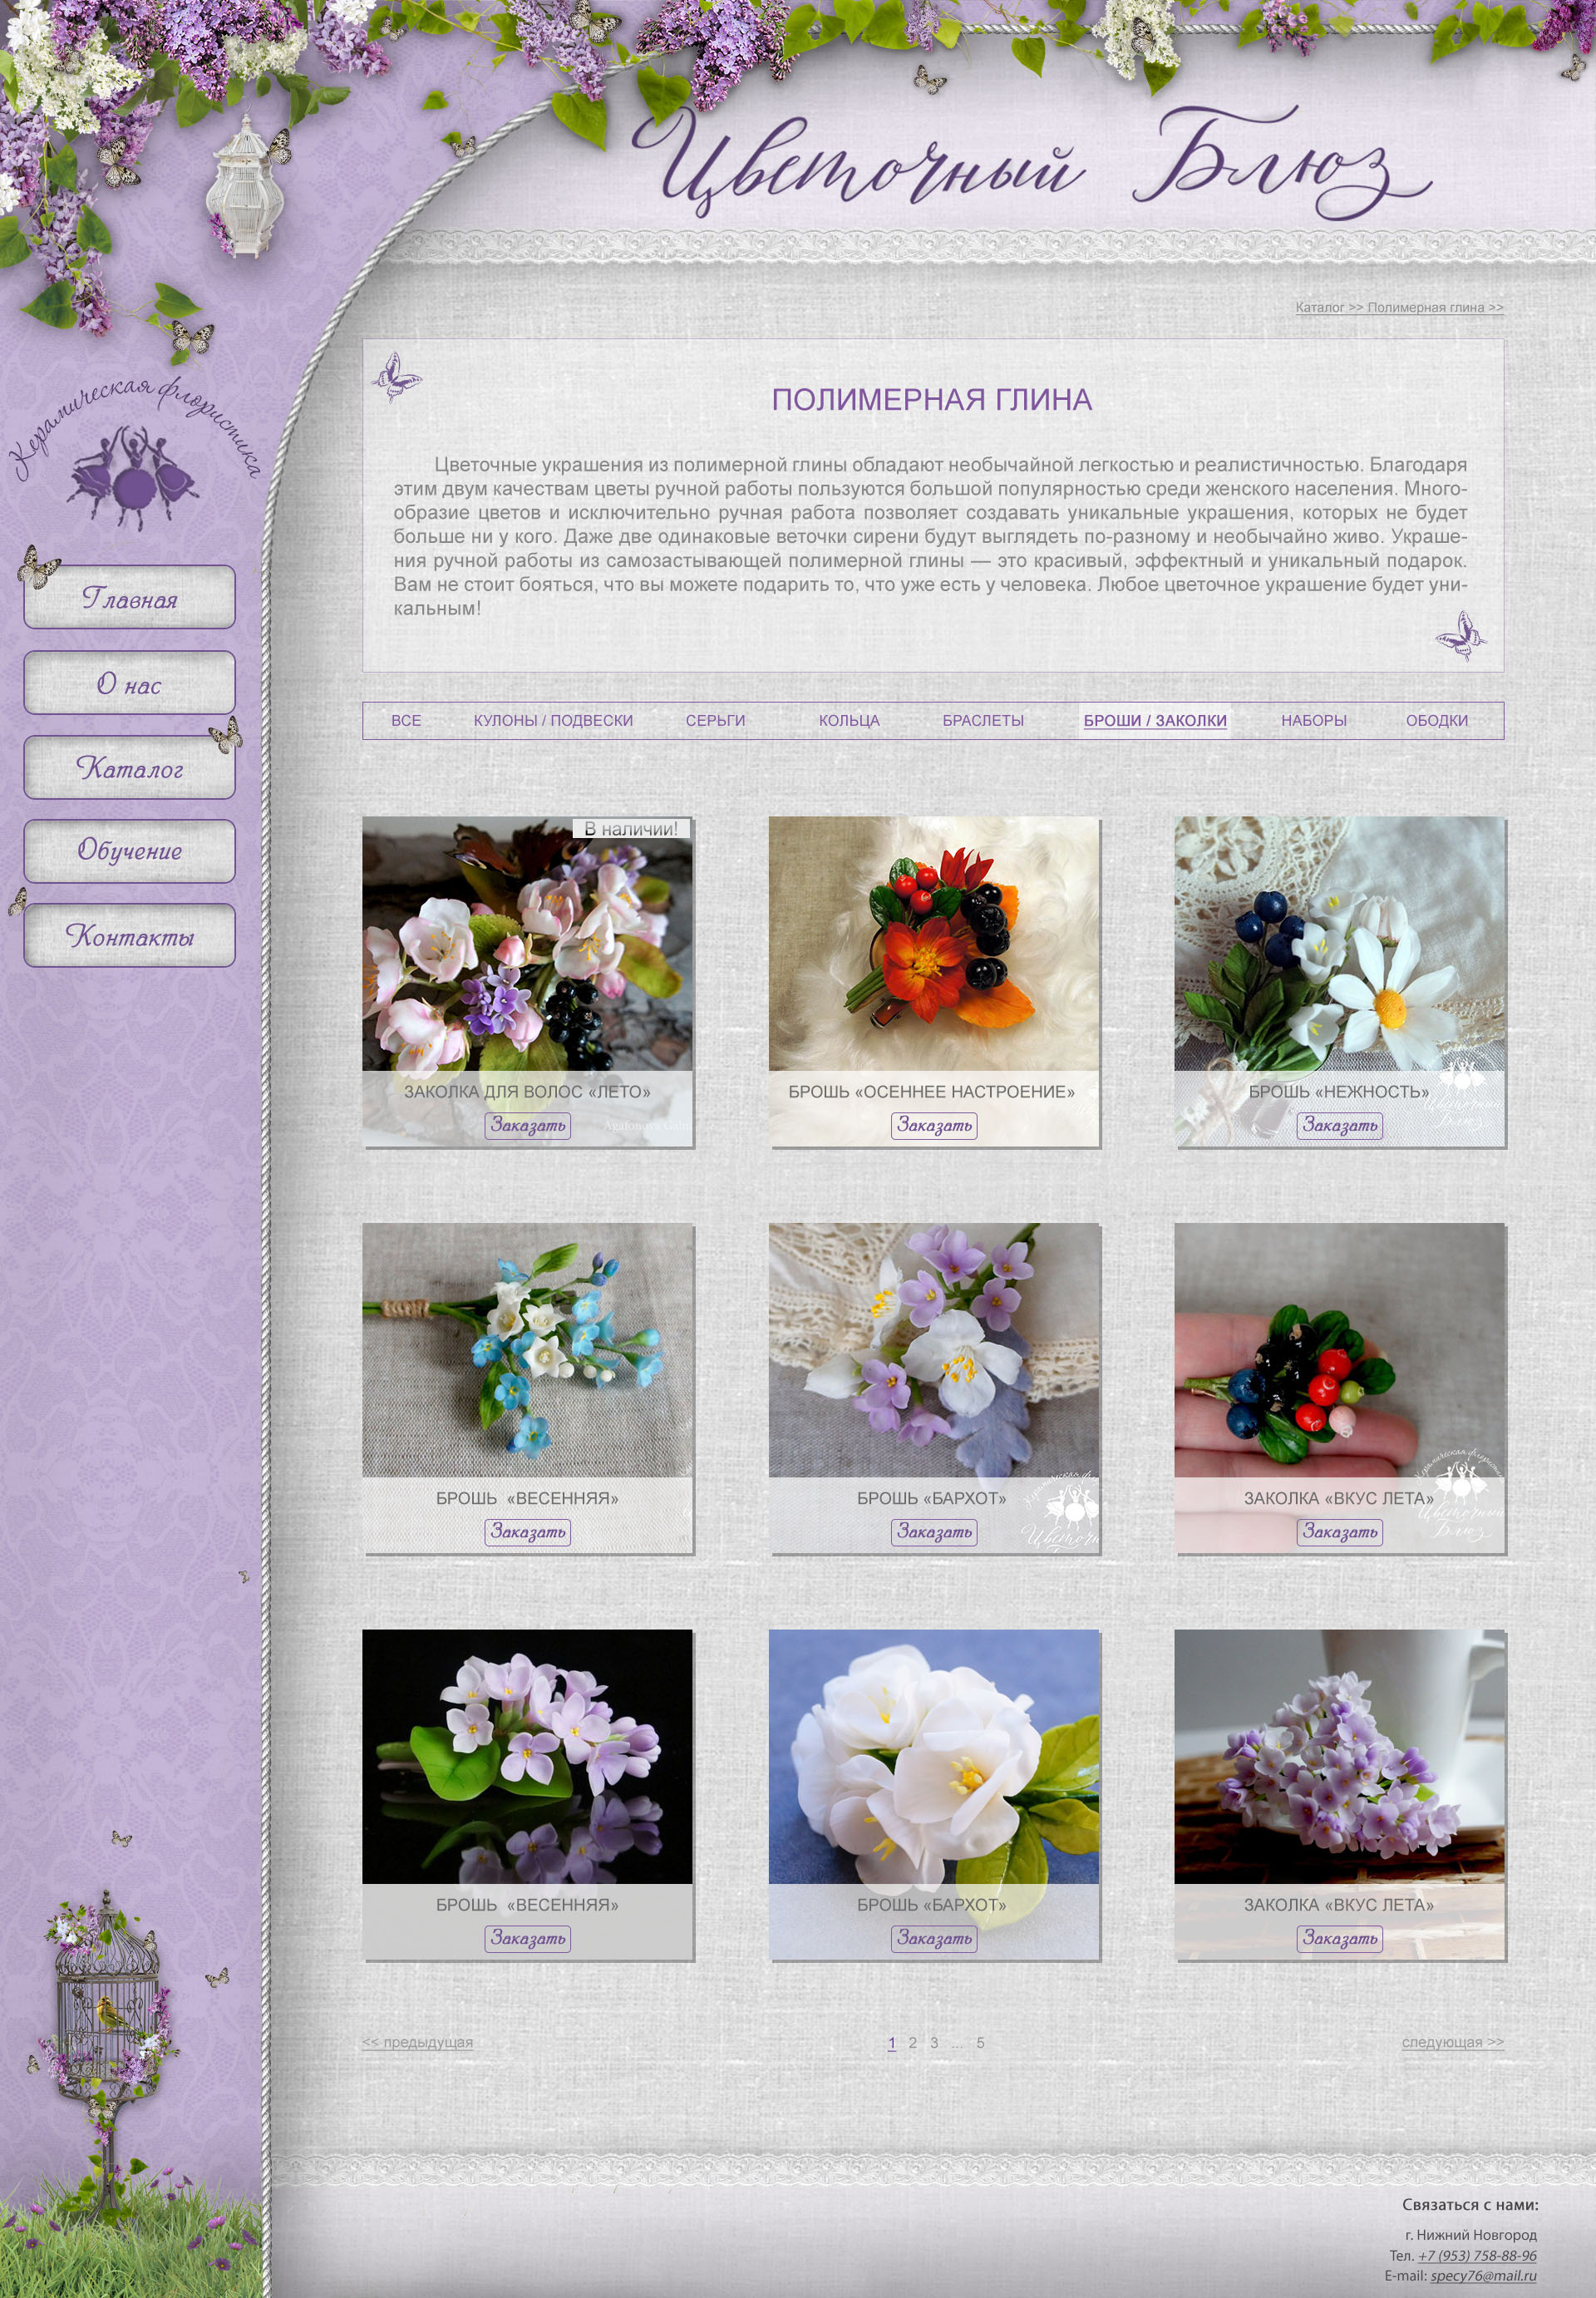 Цветочный Блюз
Каталог >> Полимерная глина >>
Керамическая флористика
Главная
О нас
Каталог
Обучение
Контакты
ПОЛИМЕРНАЯ ГЛИНА
Цветочные украшения из полимерной глины обладают необычайной легкостью и реалистичностью. Благодаря
этим двум качествам цветы ручной работы пользуются большой популярностью среди женского населения. Много-
образие цветов и исключительно ручная работа позволяет создавать уникальные украшения, которых не будет
больше ни у кого. Даже две одинаковые веточки сирени будут выглядеть по-разному и необычайно живо. Украше-
ния ручной работы из самозастывающей полимерной глины — это красивый, эффектный и уникальный подарок.
Вам не стоит бояться, что вы можете подарить то, что уже есть у человека. Любое цветочное украшение будет уни-
кальным!
ВСЕ КУЛОНЫ / ПОДВЕСКИ СЕРЬГИ КОЛЬЦА БРАСЛЕТЫ БРОШИ / ЗАКОЛКИ НАБОРЫ ОБОДКИ
В наличии!
ЗАКОЛКА ДЛЯ ВОЛОС «ЛЕТО»
Заказать
БРОШЬ «ОСЕННЕЕ НАСТРОЕНИЕ»
Заказать
БРОШЬ «НЕЖНОСТЬ»
Заказать
БРОШЬ «ВЕСЕННЯЯ»
Заказать
БРОШЬ «БАРХОТ»
Заказать
ЗАКОЛКА «ВКУС ЛЕТА»
Заказать
БРОШЬ «ВЕСЕННЯЯ»
Заказать
БРОШЬ «БАРХОТ»
Заказать
ЗАКОЛКА «ВКУС ЛЕТА»
Заказать
<< предыдущая 1 2 3 ... 5 следующая >>
Связаться с нами:
г. Нижний Новгород
Тел. +7 (953) 758-88-96
E-mail: specy76@mail.ru